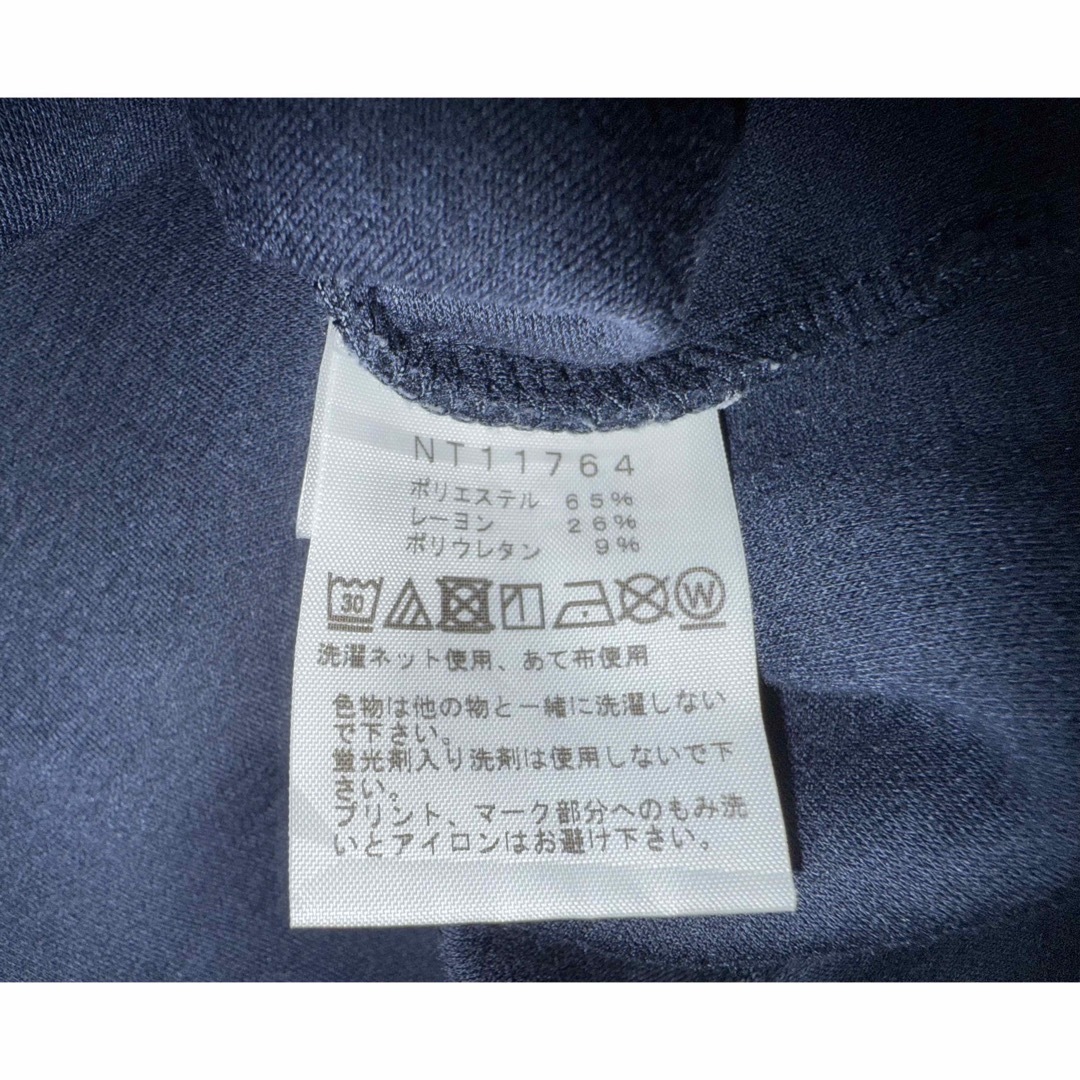 NT11764
ポリエステル 65%
レーヨン 26%
ポリウレタン 9%
30 W
洗濯ネット使用、あて布使用
色物は他の物と一緒に洗濯しない
で下さい。
蛍光剤入り洗剤は使用しないで下
さい。
プリント、マーク部分へのもみ洗
いとアイロンはお避け下さい。